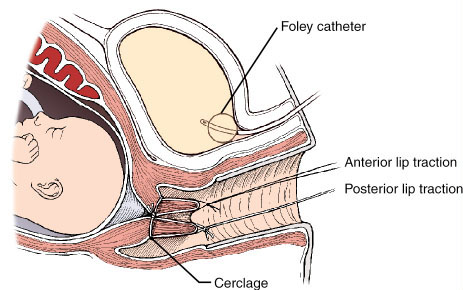 Foley catheter
Anterior lip traction
Posterior lip traction
Cerclage